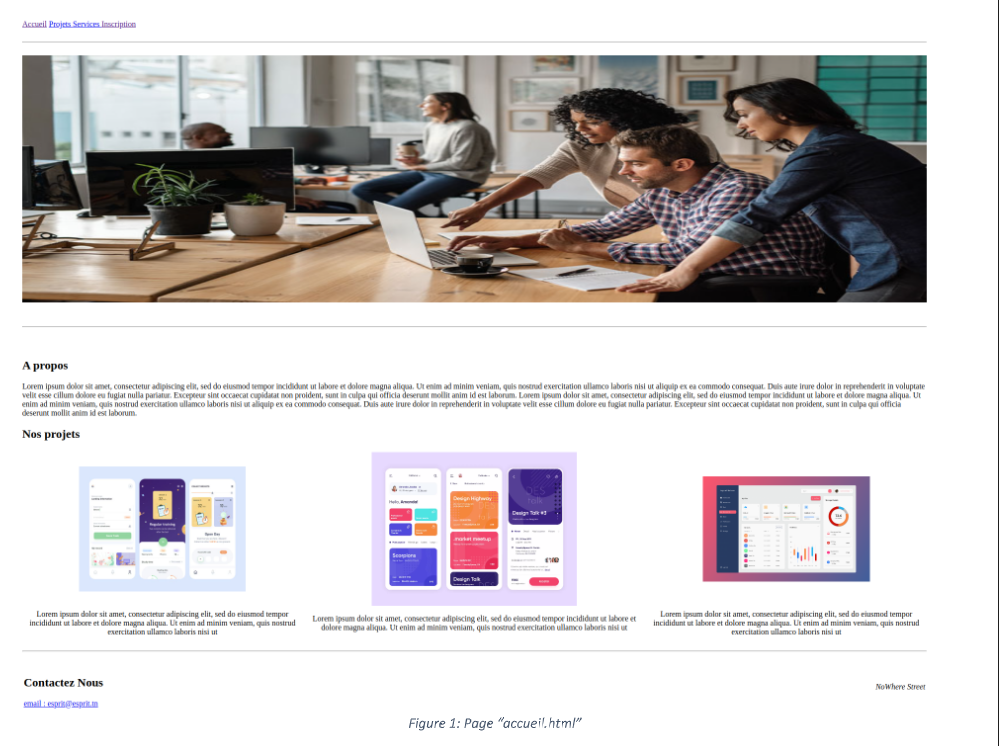 Accueil Projets Services Inscription
A propos
Lorem ipsum dolor sit amet, consectetur adipiscing elit, sed do eiusmod tempor incididunt ut labore et dolore magna aliqua. Ut enim ad minim veniam, quis nostrud exercitation ullamco laboris nisi ut aliquip ex ea commodo consequat. Duis aute irure dolor in reprehenderit in voluptate
velit esse cillum dolore eu fugiat nulla pariatur. Excepteur sint occaecat cupidatat non proident, sunt in culpa qui officia deserunt mollit anim id est laborum. Lorem ipsum dolor sit amet, consectetur adipiscing elit, sed do eiusmod tempor incididunt ut labore et dolore magna aliqua. Ut
enim ad minim veniam, quis nostrud exercitation ullamco laboris nisi ut aliquip ex ea commodo consequat. Duis aute irure dolor in reprehenderit in voluptate velit esse cillum dolore eu fugiat nulla pariatur. Excepteur sint occaecat cupidatat non proident, sunt in culpa qui officia
deserunt mollit anim id est laborum.
Nos projets
Design Highway
Design Talk #3
Scorpions
market meetup
Design Talk
Lorem ipsum dolor sit amet, consectetur adipiscing elit, sed do eiusmod tempor
incididunt ut labore et dolore magna aliqua. Ut enim ad minim veniam, quis nostrud
exercitation ullamco laboris nisi ut
Lorem ipsum dolor sit amet, consectetur adipiscing elit, sed do eiusmod tempor incididunt ut labore et
dolore magna aliqua. Ut enim ad minim veniam, quis nostrud exercitation ullamco laboris nisi ut
Lorem ipsum dolor sit amet, consectetur adipiscing elit, sed do eiusmod tempor
incididunt ut labore et dolore magna aliqua. Ut enim ad minim veniam, quis nostrud
exercitation ullamco laboris nisi ut
Contactez Nous
NoWhere Street
email : esprit@esprit.tn
Figure 1: Page “accueil.html”